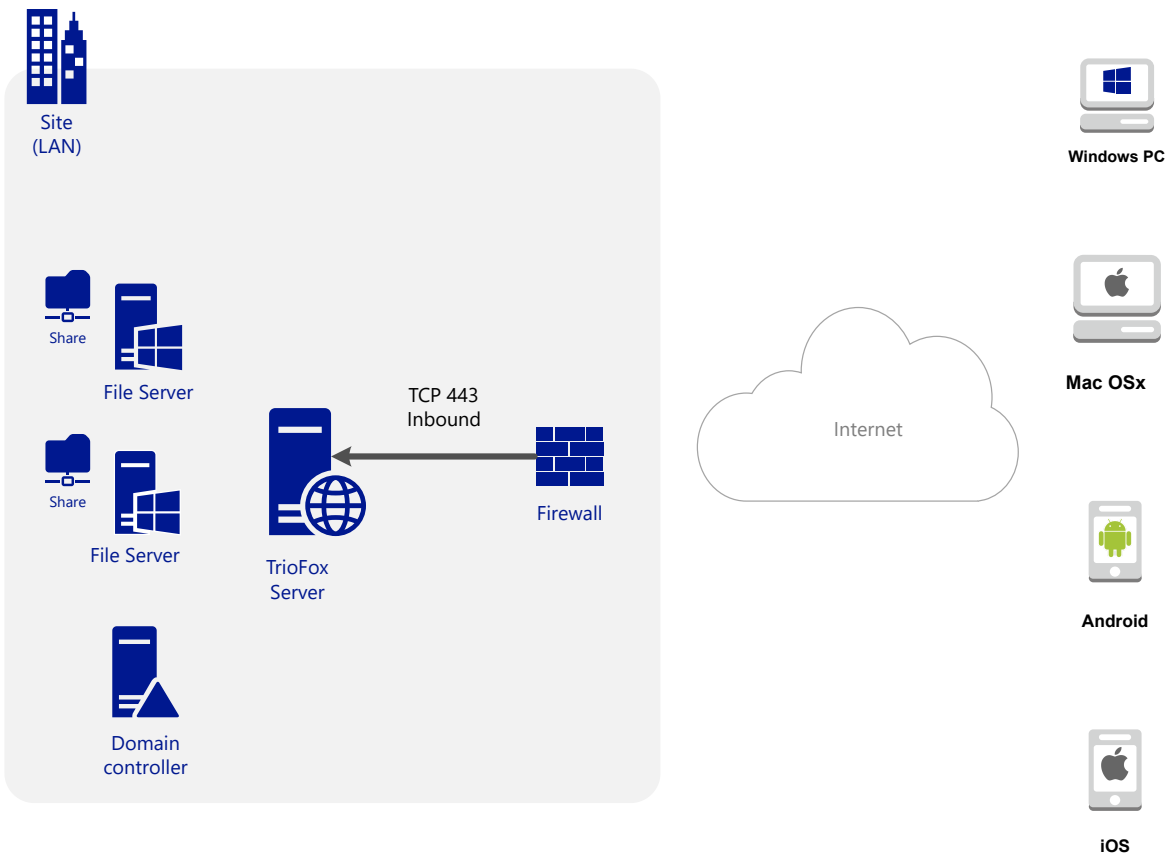 Site
(LAN)
Windows PC
Share
File Server
Mac OSx
TCP 443
Inbound
Internet
Share
Firewall
File Server
TrioFox
Server
Android
Domain
controller
iOS